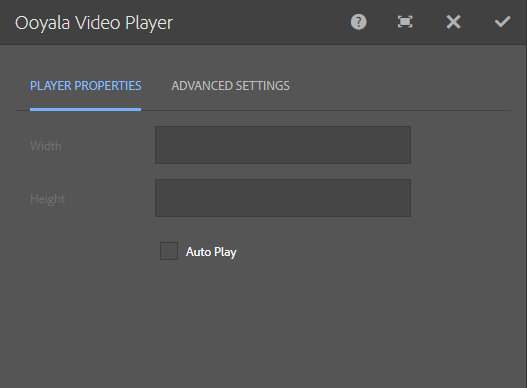 Ooyala Video Player
PLAYER PROPERTIES ADVANCED SETTINGS
Width
Height
Auto Play